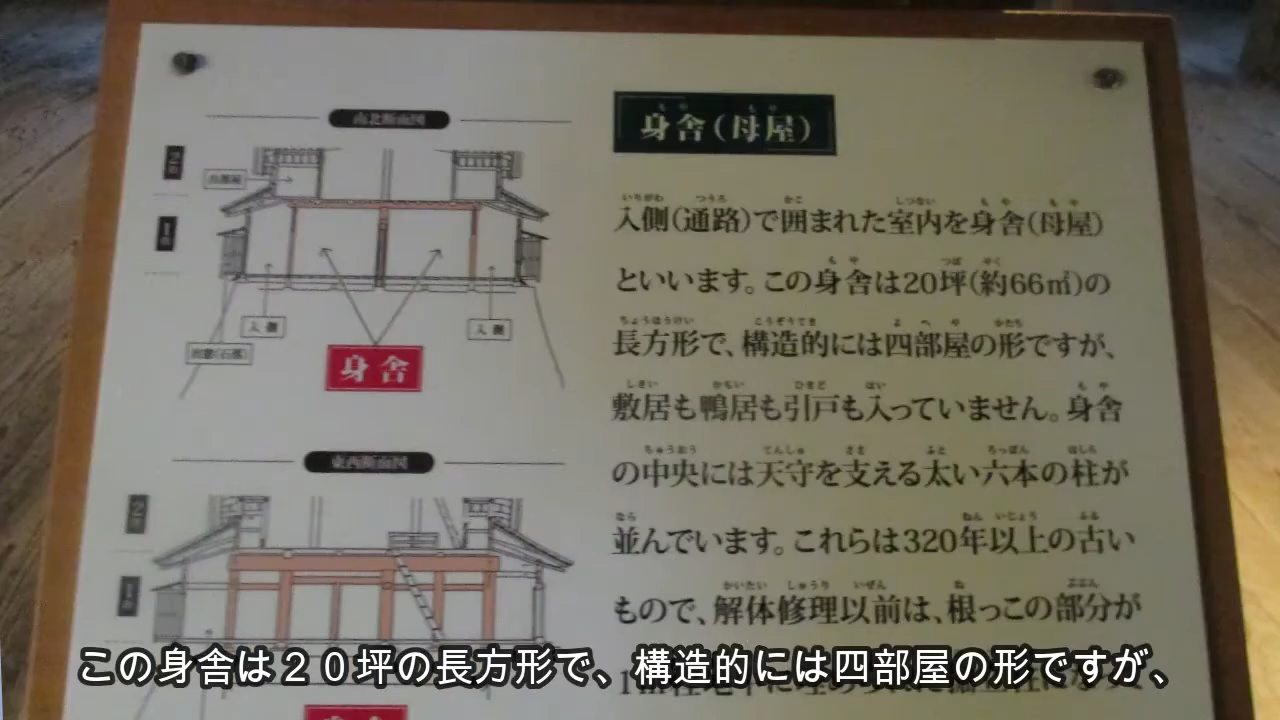 南北断面図
2階
1階
入側
入側
身舎
東西断面図
2階
1階
身舎(母屋)
入側(通路)で囲まれた室内を身舎(母屋)
といいます。この身舎は20坪(約66㎡)の
長方形で、構造的には四部屋の形ですが、
敷居も鴨居も引戸も入っていません。身舎
の中央には天守を支える太い六本の柱が
並んでいます。これらは320年以上の古い
もので、解体修理以前は、根っこの部分が
この身舎は２０坪の長方形で、構造的には四部屋の形ですが、